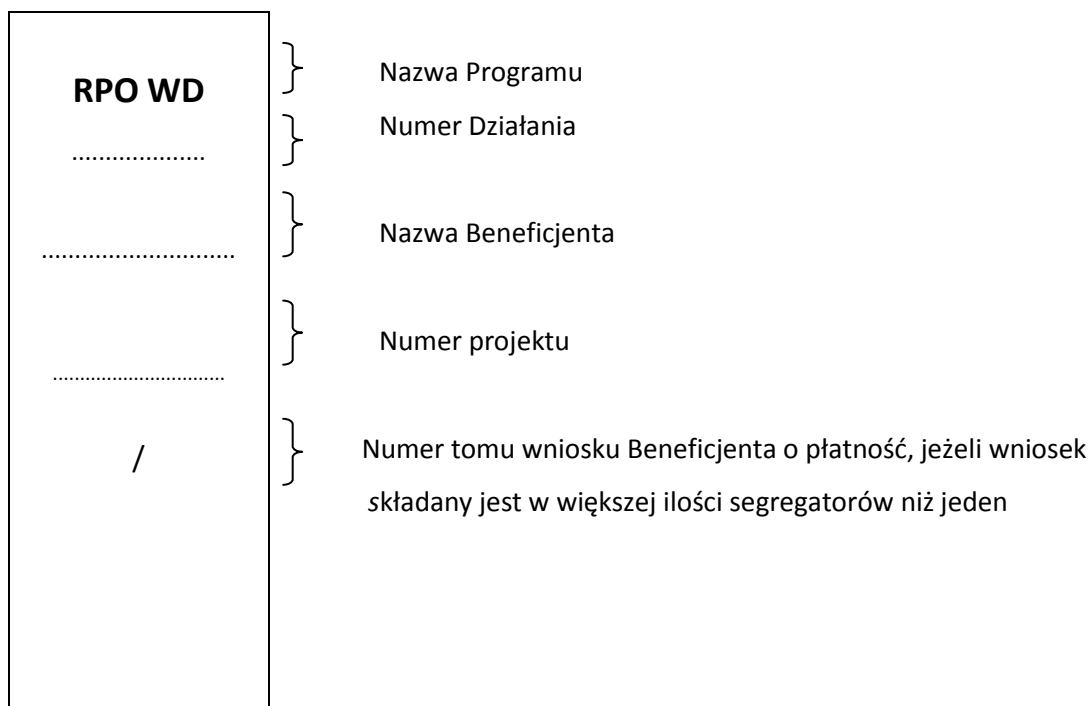 RPO WD
Nazwa Programu
....................
Numer Działania
.............................
Nazwa Beneficjenta
................................
Numer projektu
/
Numer tomu wniosku Beneficjenta o płatność, jeżeli wniosek
składany jest w większej ilości segregatorów niż jeden